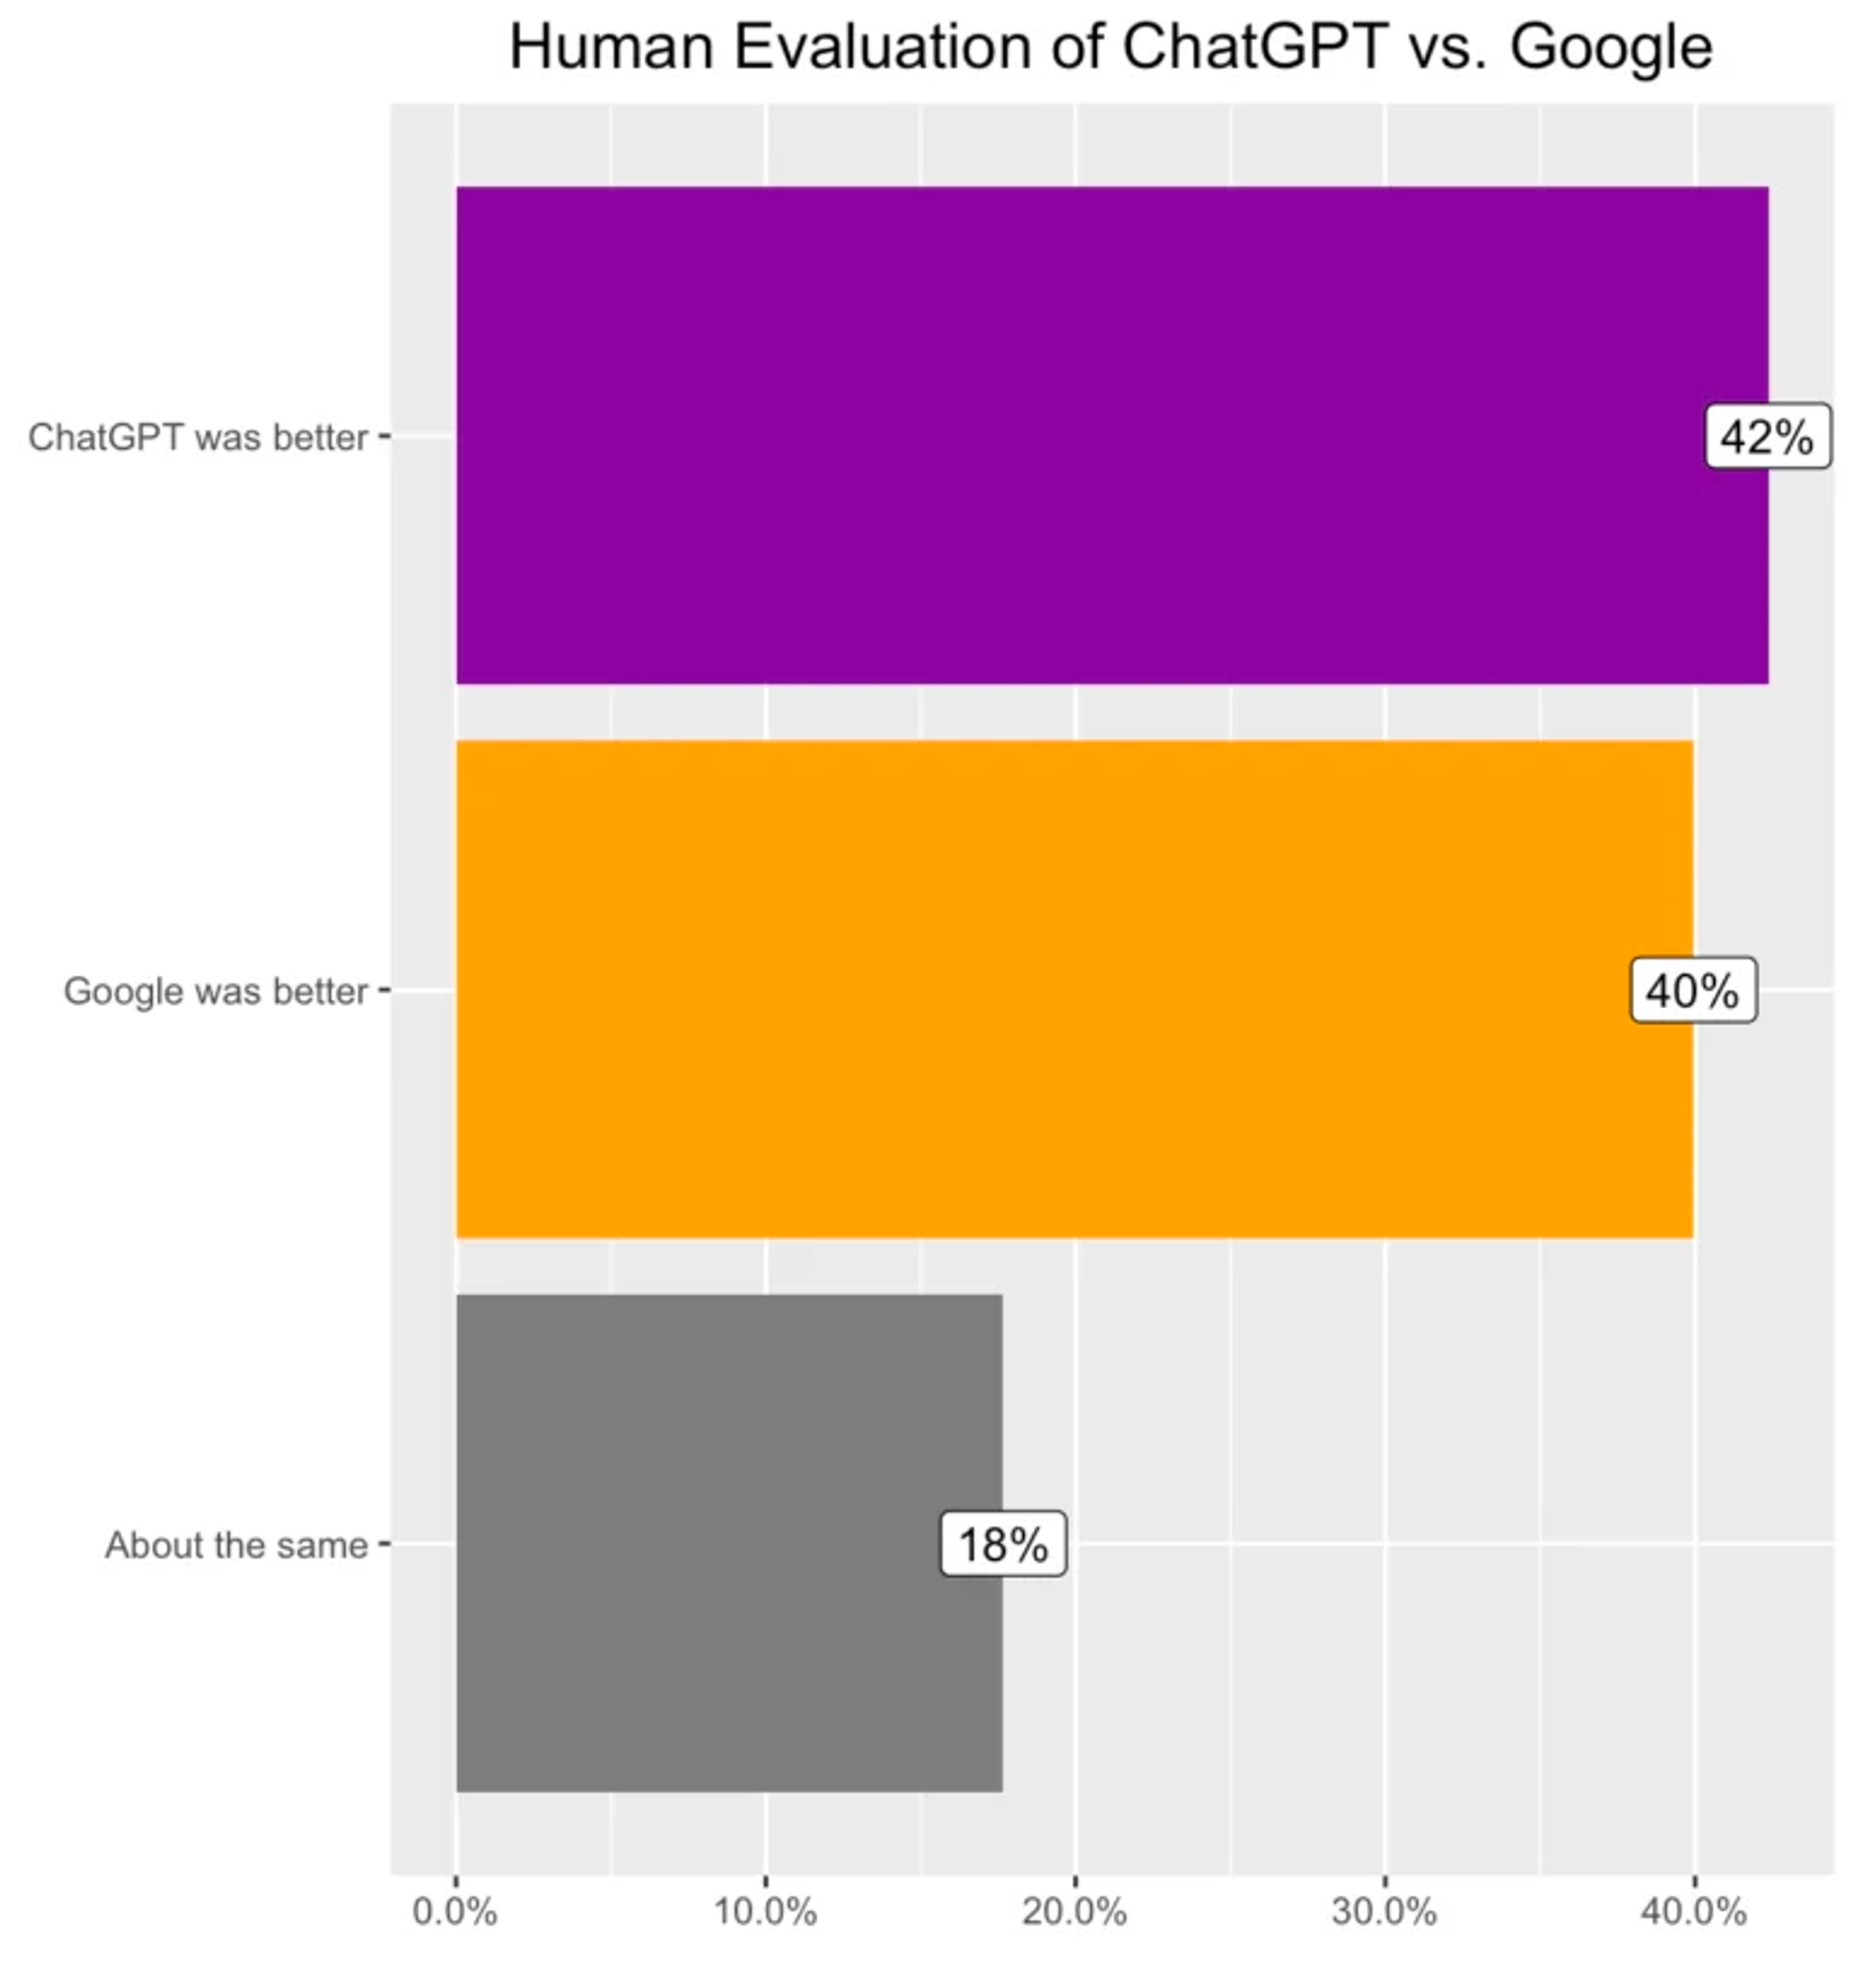 Human Evaluation of ChatGPT vs. Google
ChatGPT was better
42%
Google was better
40%
About the same
18%
0.0% 10.0% 20.0% 30.0% 40.0%